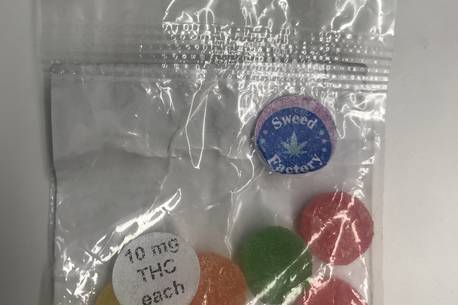 Sweed
Factory
10 mg
THC
each